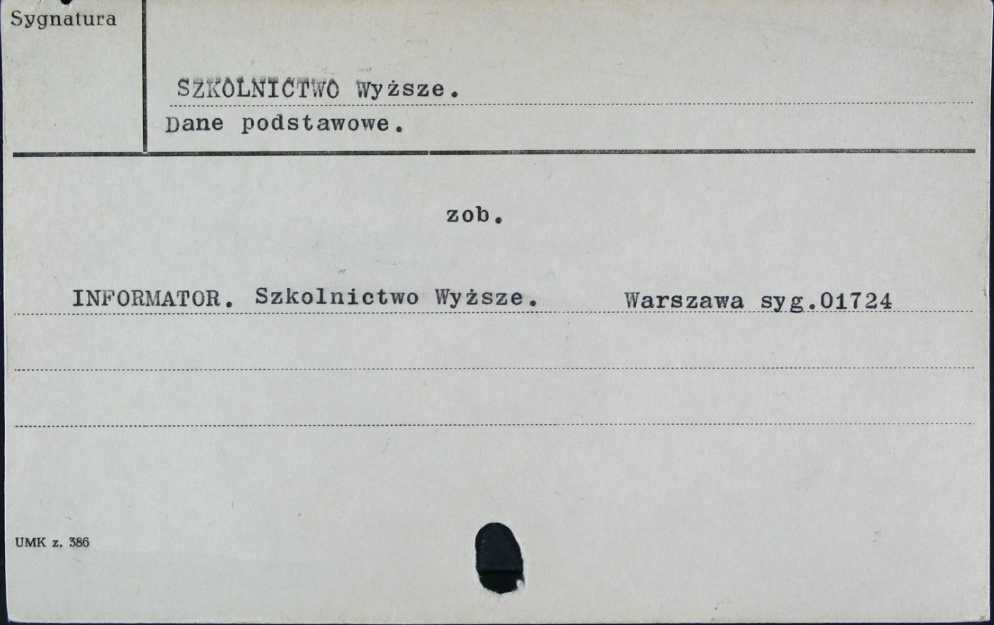 Sygnatura
SZKOLNICTWO Wyższe.
Dane podstawowe.
zob.
INFORMATOR. Szkolnictwo Wyższe. Warszawa syg.01724
UMK z. 386